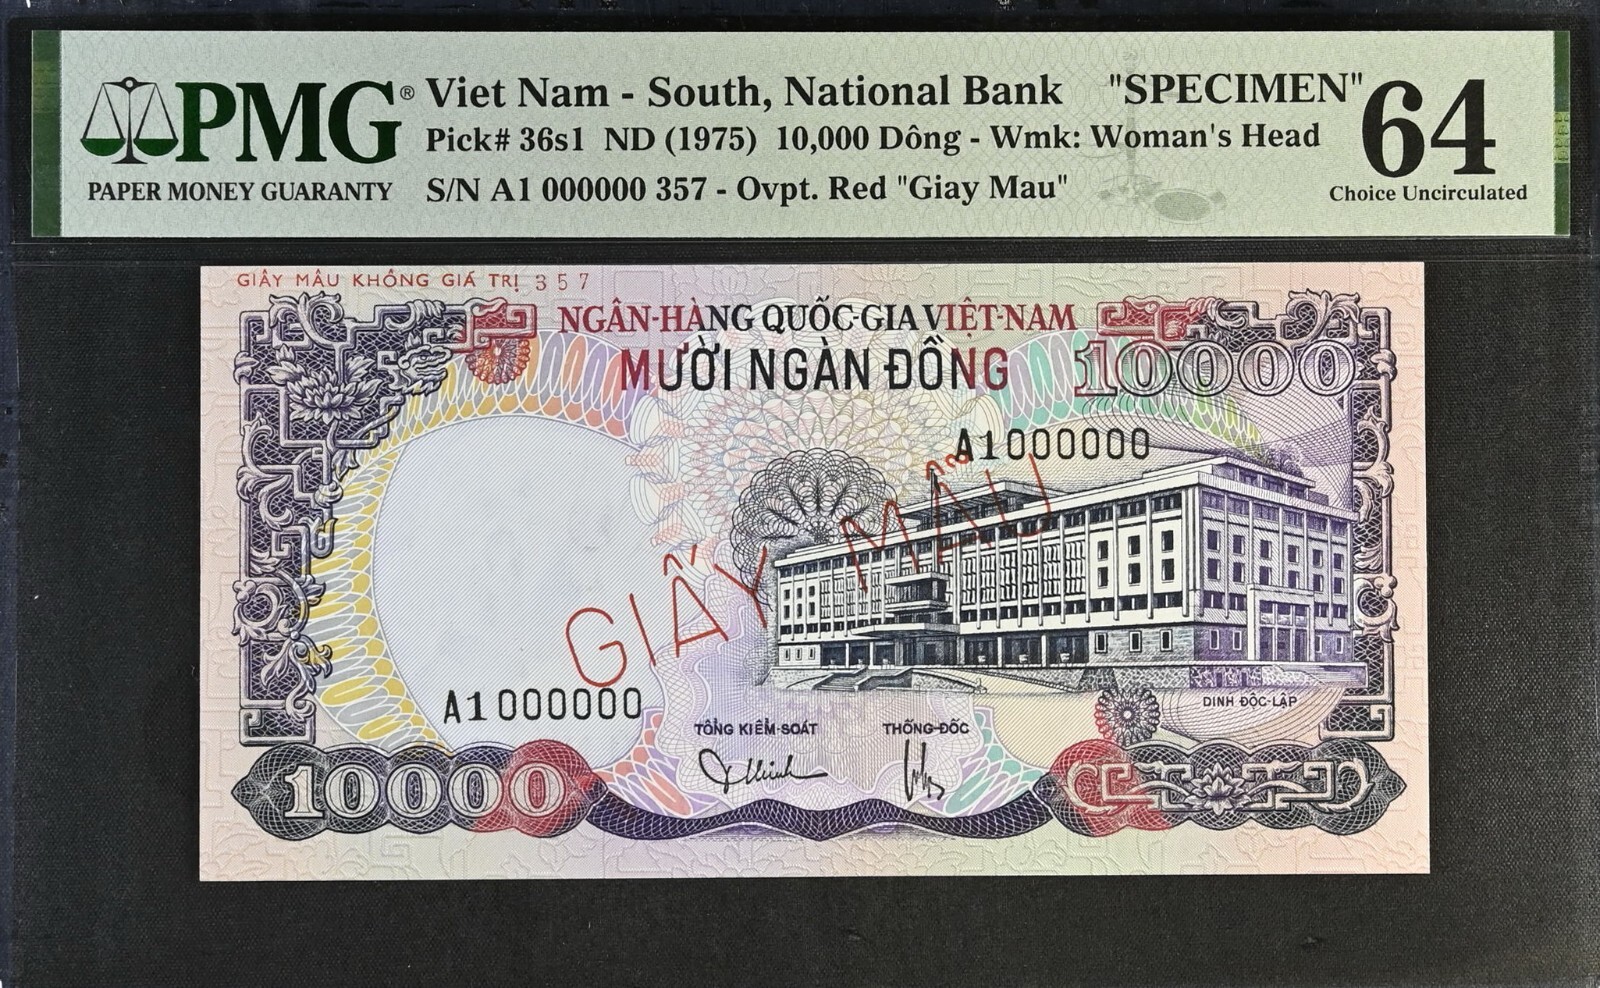 PMG® Viet Nam - South, National Bank "SPECIMEN" 64
Pick# 36s1 ND (1975) 10,000 Dông - Wmk: Woman's Head
PAPER MONEY GUARANTY S/N A1 000000 357 - Ovpt. Red "Giay Mau" Choice Uncirculated
GIẤY MẪU KHÔNG GIÁ TRỊ 357
NGÂN-HÀNG QUỐC-GIA VIỆT-NAM
MƯỜI NGÀN ĐỒNG 10000
A1000000
GIẤY MẪU
A1000000
DINH ĐỘC-LẬP
TỔNG KIỂM-SOÁT THỐNG-ĐỐC
10000